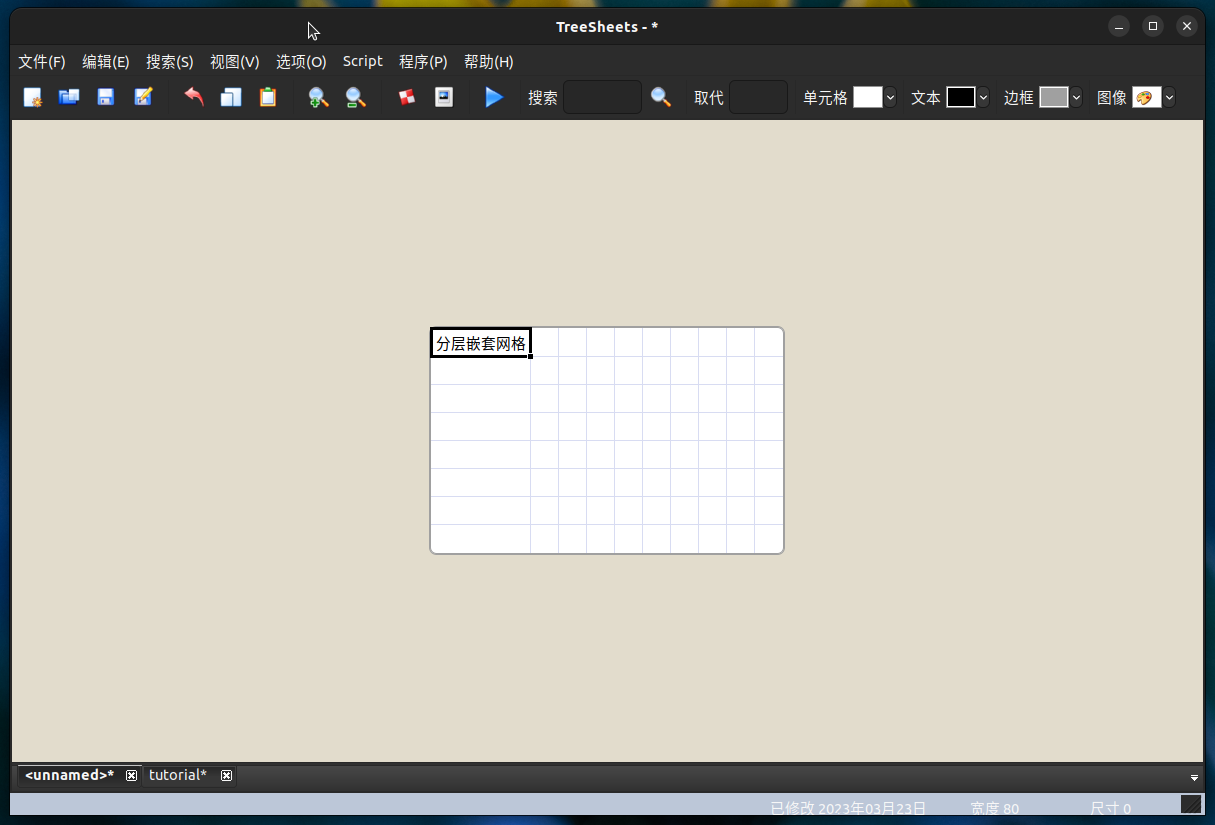 TreeSheets - *
文件(F) 编辑(E) 搜索(S) 视图(V) 选项(O) Script 程序(P) 帮助(H)
搜索 取代 单元格 文本 边框 图像
分层嵌套网格
<unnamed>* tutorial*
已修改 2023年03月23日 宽度 80 尺寸 0